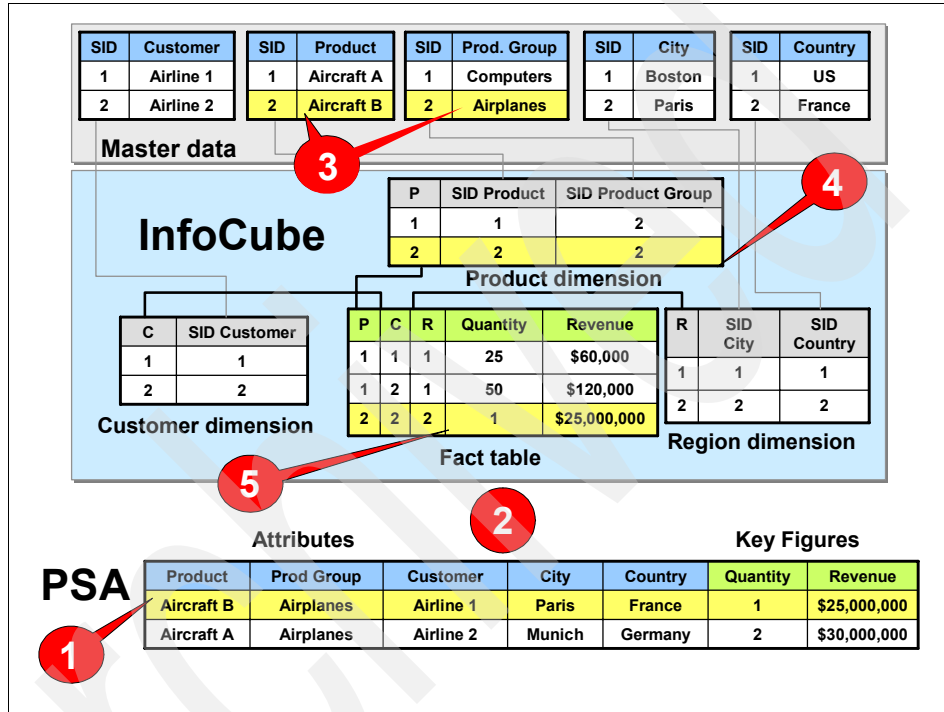 SID Customer SID Product SID Prod. Group SID City SID Country
1 Airline 1 1 Aircraft A 1 Computers 1 Boston 1 US
2 Airline 2 2 Aircraft B 2 Airplanes 2 Paris 2 France
Master data
3
4
InfoCube
P SID Product SID Product Group
1 1 2
2 2 2
Product dimension
C SID Customer
1 1
2 2
Customer dimension
P C R Quantity Revenue
1 1 1 25 $60,000
1 2 1 50 $120,000
2 2 2 1 $25,000,000
Fact table
R SID City SID Country
1 1 1
2 2 2
Region dimension
5
2
Attributes Key Figures
PSA
Product Prod Group Customer City Country Quantity Revenue
Aircraft B Airplanes Airline 1 Paris France 1 $25,000,000
Aircraft A Airplanes Airline 2 Munich Germany 2 $30,000,000
1